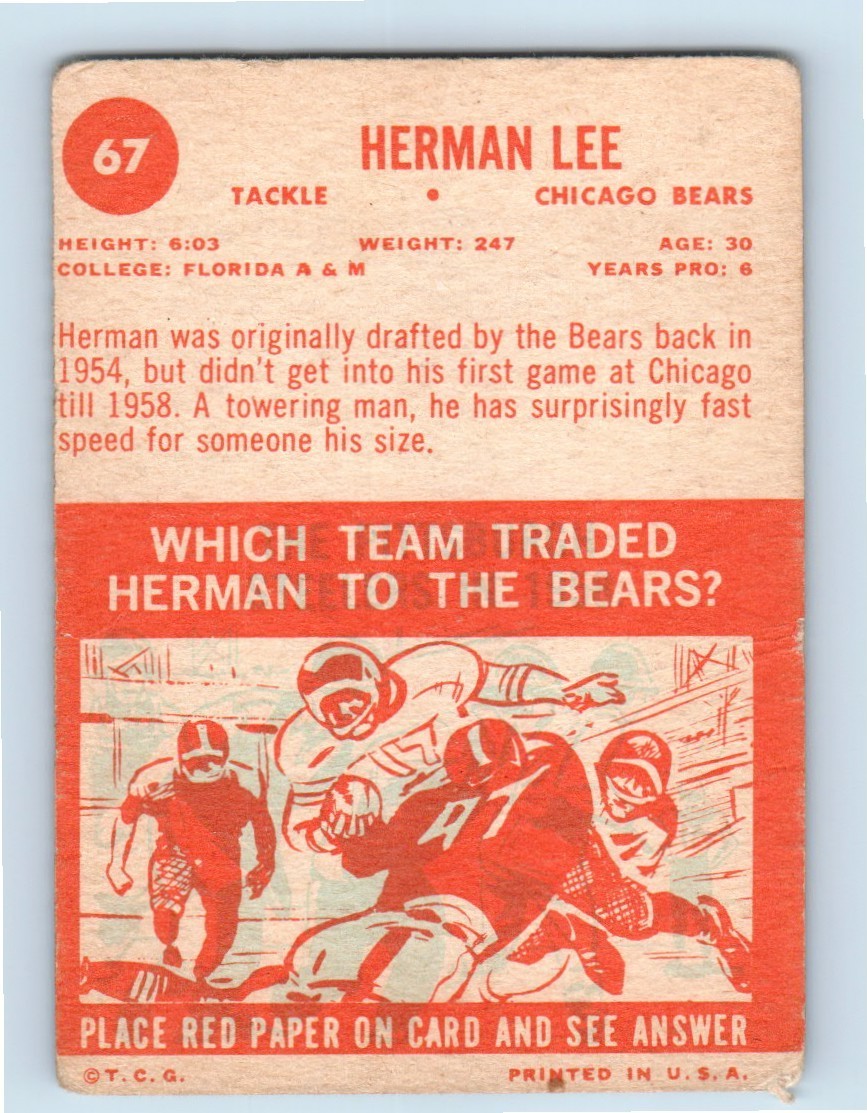 67
HERMAN LEE
TACKLE • CHICAGO BEARS
HEIGHT: 6:03 WEIGHT: 247 AGE: 30
COLLEGE: FLORIDA A & M YEARS PRO: 6
Herman was originally drafted by the Bears back in
1954, but didn't get into his first game at Chicago
till 1958. A towering man, he has surprisingly fast
speed for someone his size.
WHICH TEAM TRADED
HERMAN TO THE BEARS?
17
47
PLACE RED PAPER ON CARD AND SEE ANSWER
©T.C.G. PRINTED IN U.S.A.